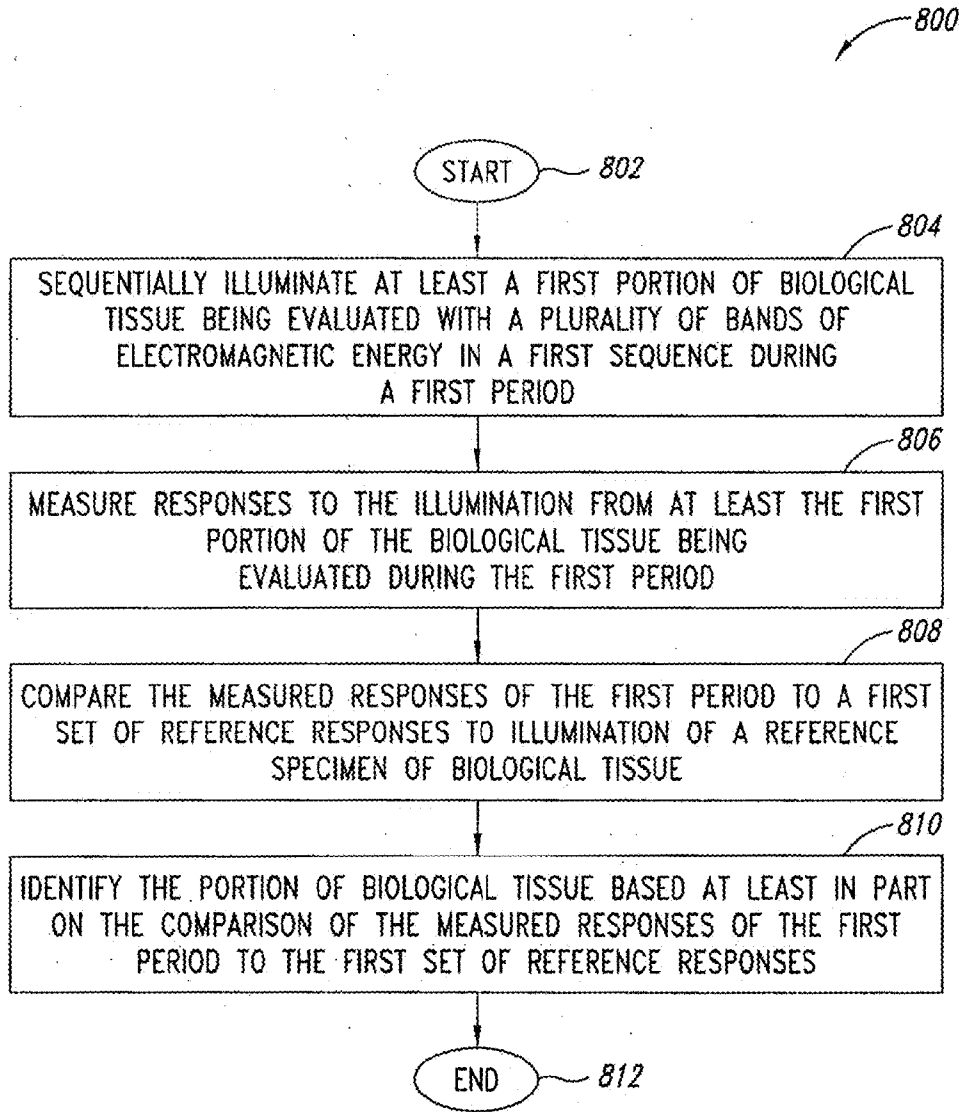 800
START
802
804
SEQUENTIALLY ILLUMINATE AT LEAST A FIRST PORTION OF BIOLOGICAL
TISSUE BEING EVALUATED WITH A PLURALITY OF BANDS OF
ELECTROMAGNETIC ENERGY IN A FIRST SEQUENCE DURING
A FIRST PERIOD
806
MEASURE RESPONSES TO THE ILLUMINATION FROM AT LEAST THE FIRST
PORTION OF THE BIOLOGICAL TISSUE BEING
EVALUATED DURING THE FIRST PERIOD
808
COMPARE THE MEASURED RESPONSES OF THE FIRST PERIOD TO A FIRST
SET OF REFERENCE RESPONSES TO ILLUMINATION OF A REFERENCE
SPECIMEN OF BIOLOGICAL TISSUE
810
IDENTIFY THE PORTION OF BIOLOGICAL TISSUE BASED AT LEAST IN PART
ON THE COMPARISON OF THE MEASURED RESPONSES OF THE FIRST
PERIOD TO THE FIRST SET OF REFERENCE RESPONSES
END
812